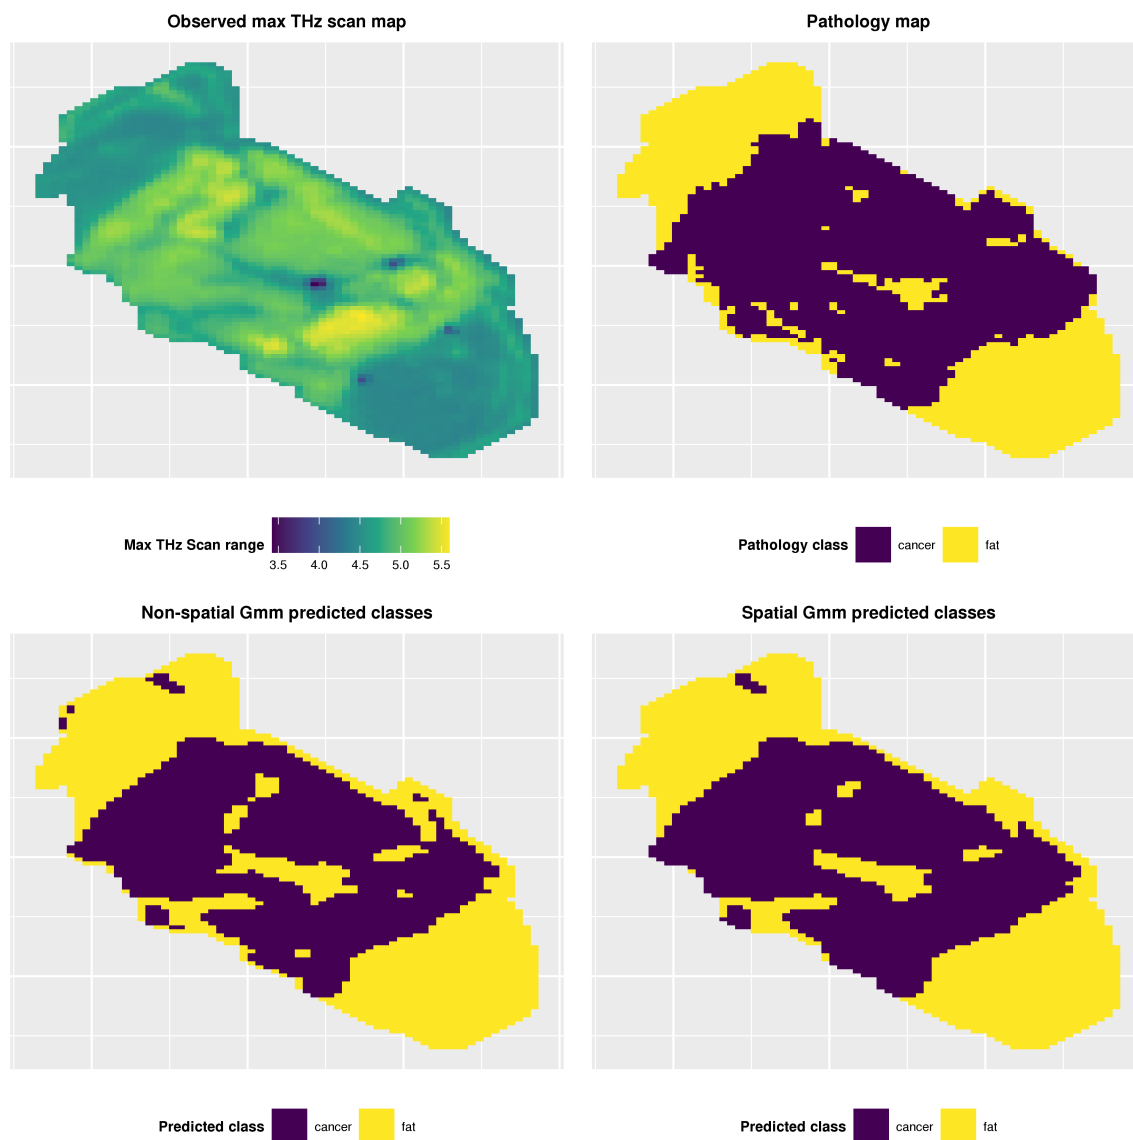 Observed max THz scan map
Pathology map
Max THz Scan range
3.5 4.0 4.5 5.0 5.5
Pathology class cancer fat
Non-spatial Gmm predicted classes
Spatial Gmm predicted classes
Predicted class cancer fat
Predicted class cancer fat